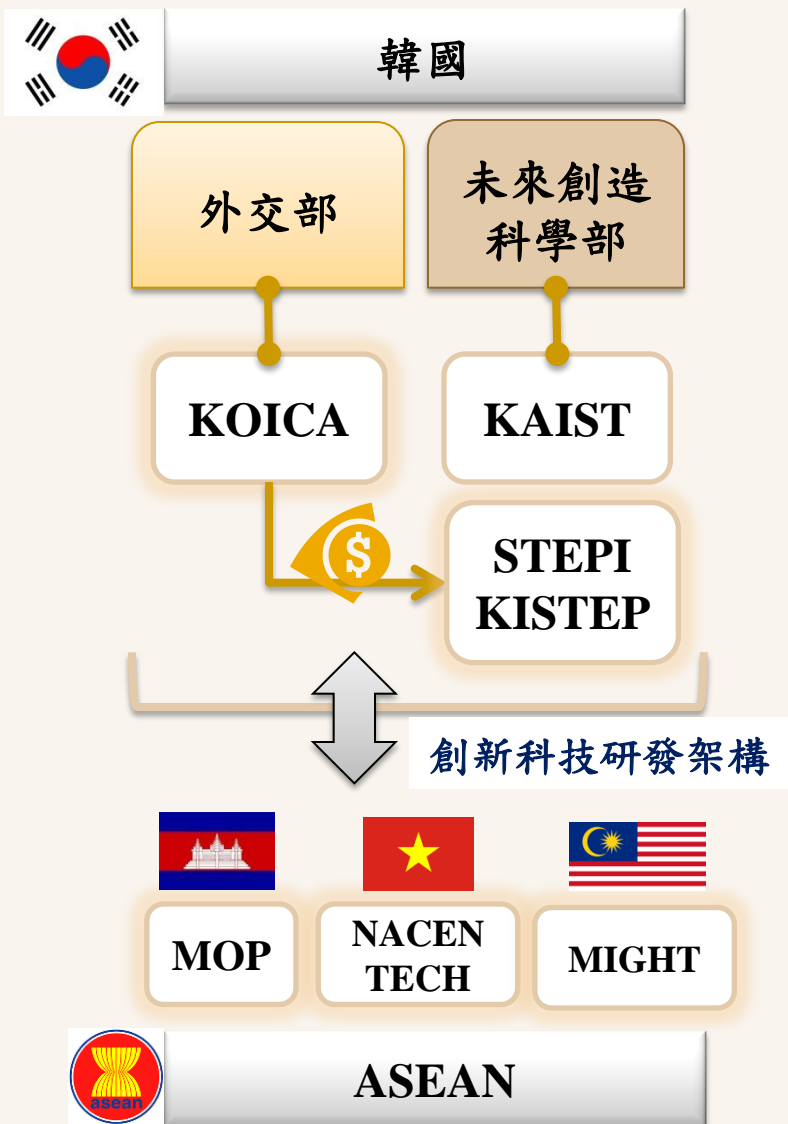 韓國
外交部
未來創造
科學部
KOICA
KAIST
$
STEPI
KISTEP
創新科技研發架構
MOP
NACEN
TECH
MIGHT
asean
ASEAN